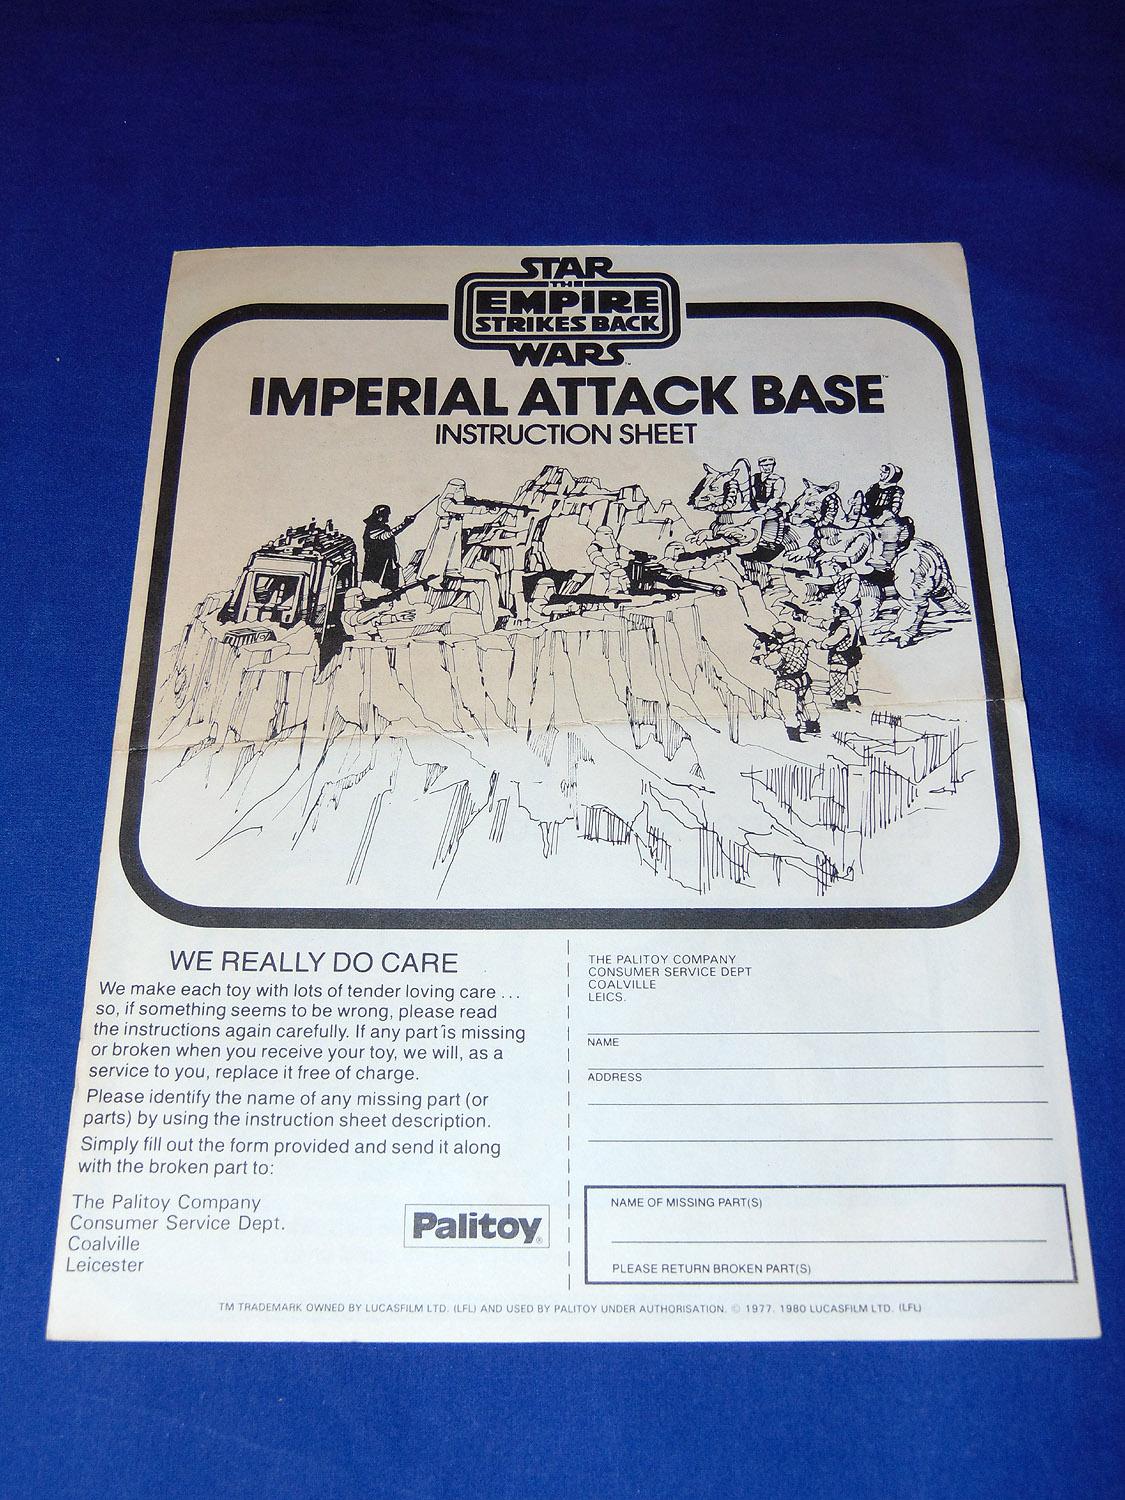 STAR
THE
EMPIRE
STRIKES BACK
WARS™
IMPERIAL ATTACK BASE™
INSTRUCTION SHEET
WE REALLY DO CARE
We make each toy with lots of tender loving care ...
so, if something seems to be wrong, please read
the instructions again carefully. If any part is missing
or broken when you receive your toy, we will, as a
service to you, replace it free of charge.
Please identify the name of any missing part (or
parts) by using the instruction sheet description.
Simply fill out the form provided and send it along
with the broken part to:
The Palitoy Company
Consumer Service Dept.
Coalville
Leicester
Palitoy®
THE PALITOY COMPANY
CONSUMER SERVICE DEPT
COALVILLE
LEICS.
NAME
ADDRESS
NAME OF MISSING PART(S)
PLEASE RETURN BROKEN PART(S)
TM TRADEMARK OWNED BY LUCASFILM LTD. (LFL) AND USED BY PALITOY UNDER AUTHORISATION. © 1977. 1980 LUCASFILM LTD. (LFL)